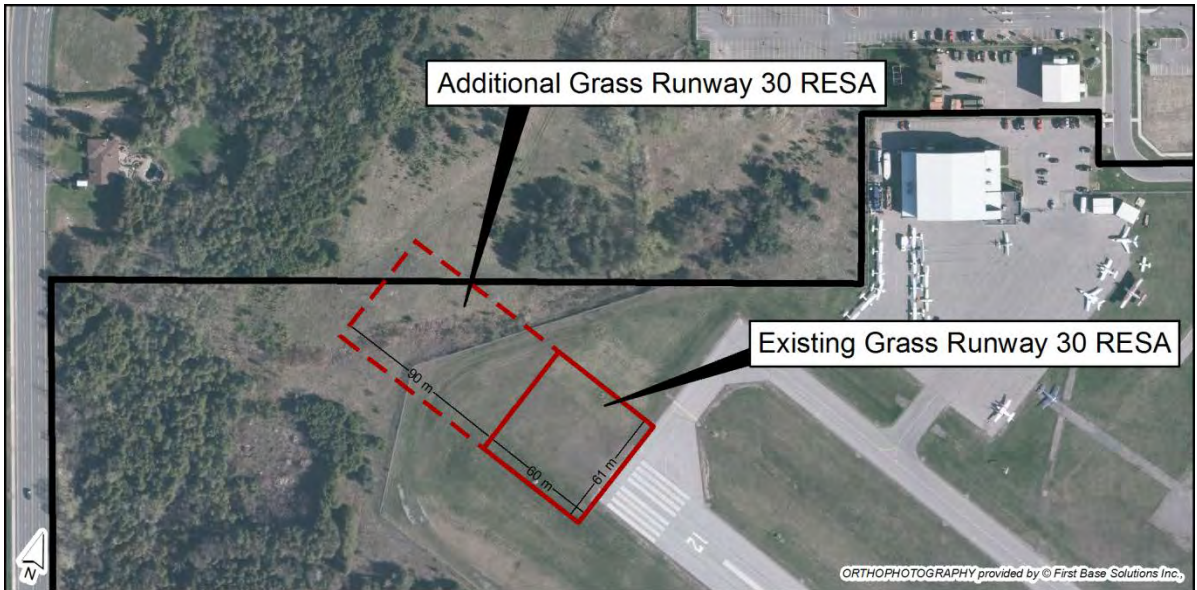 Additional Grass Runway 30 RESA
Existing Grass Runway 30 RESA
90 m
60 m
61 m
12
N
ORTHOPHOTOGRAPHY provided by © First Base Solutions Inc.,